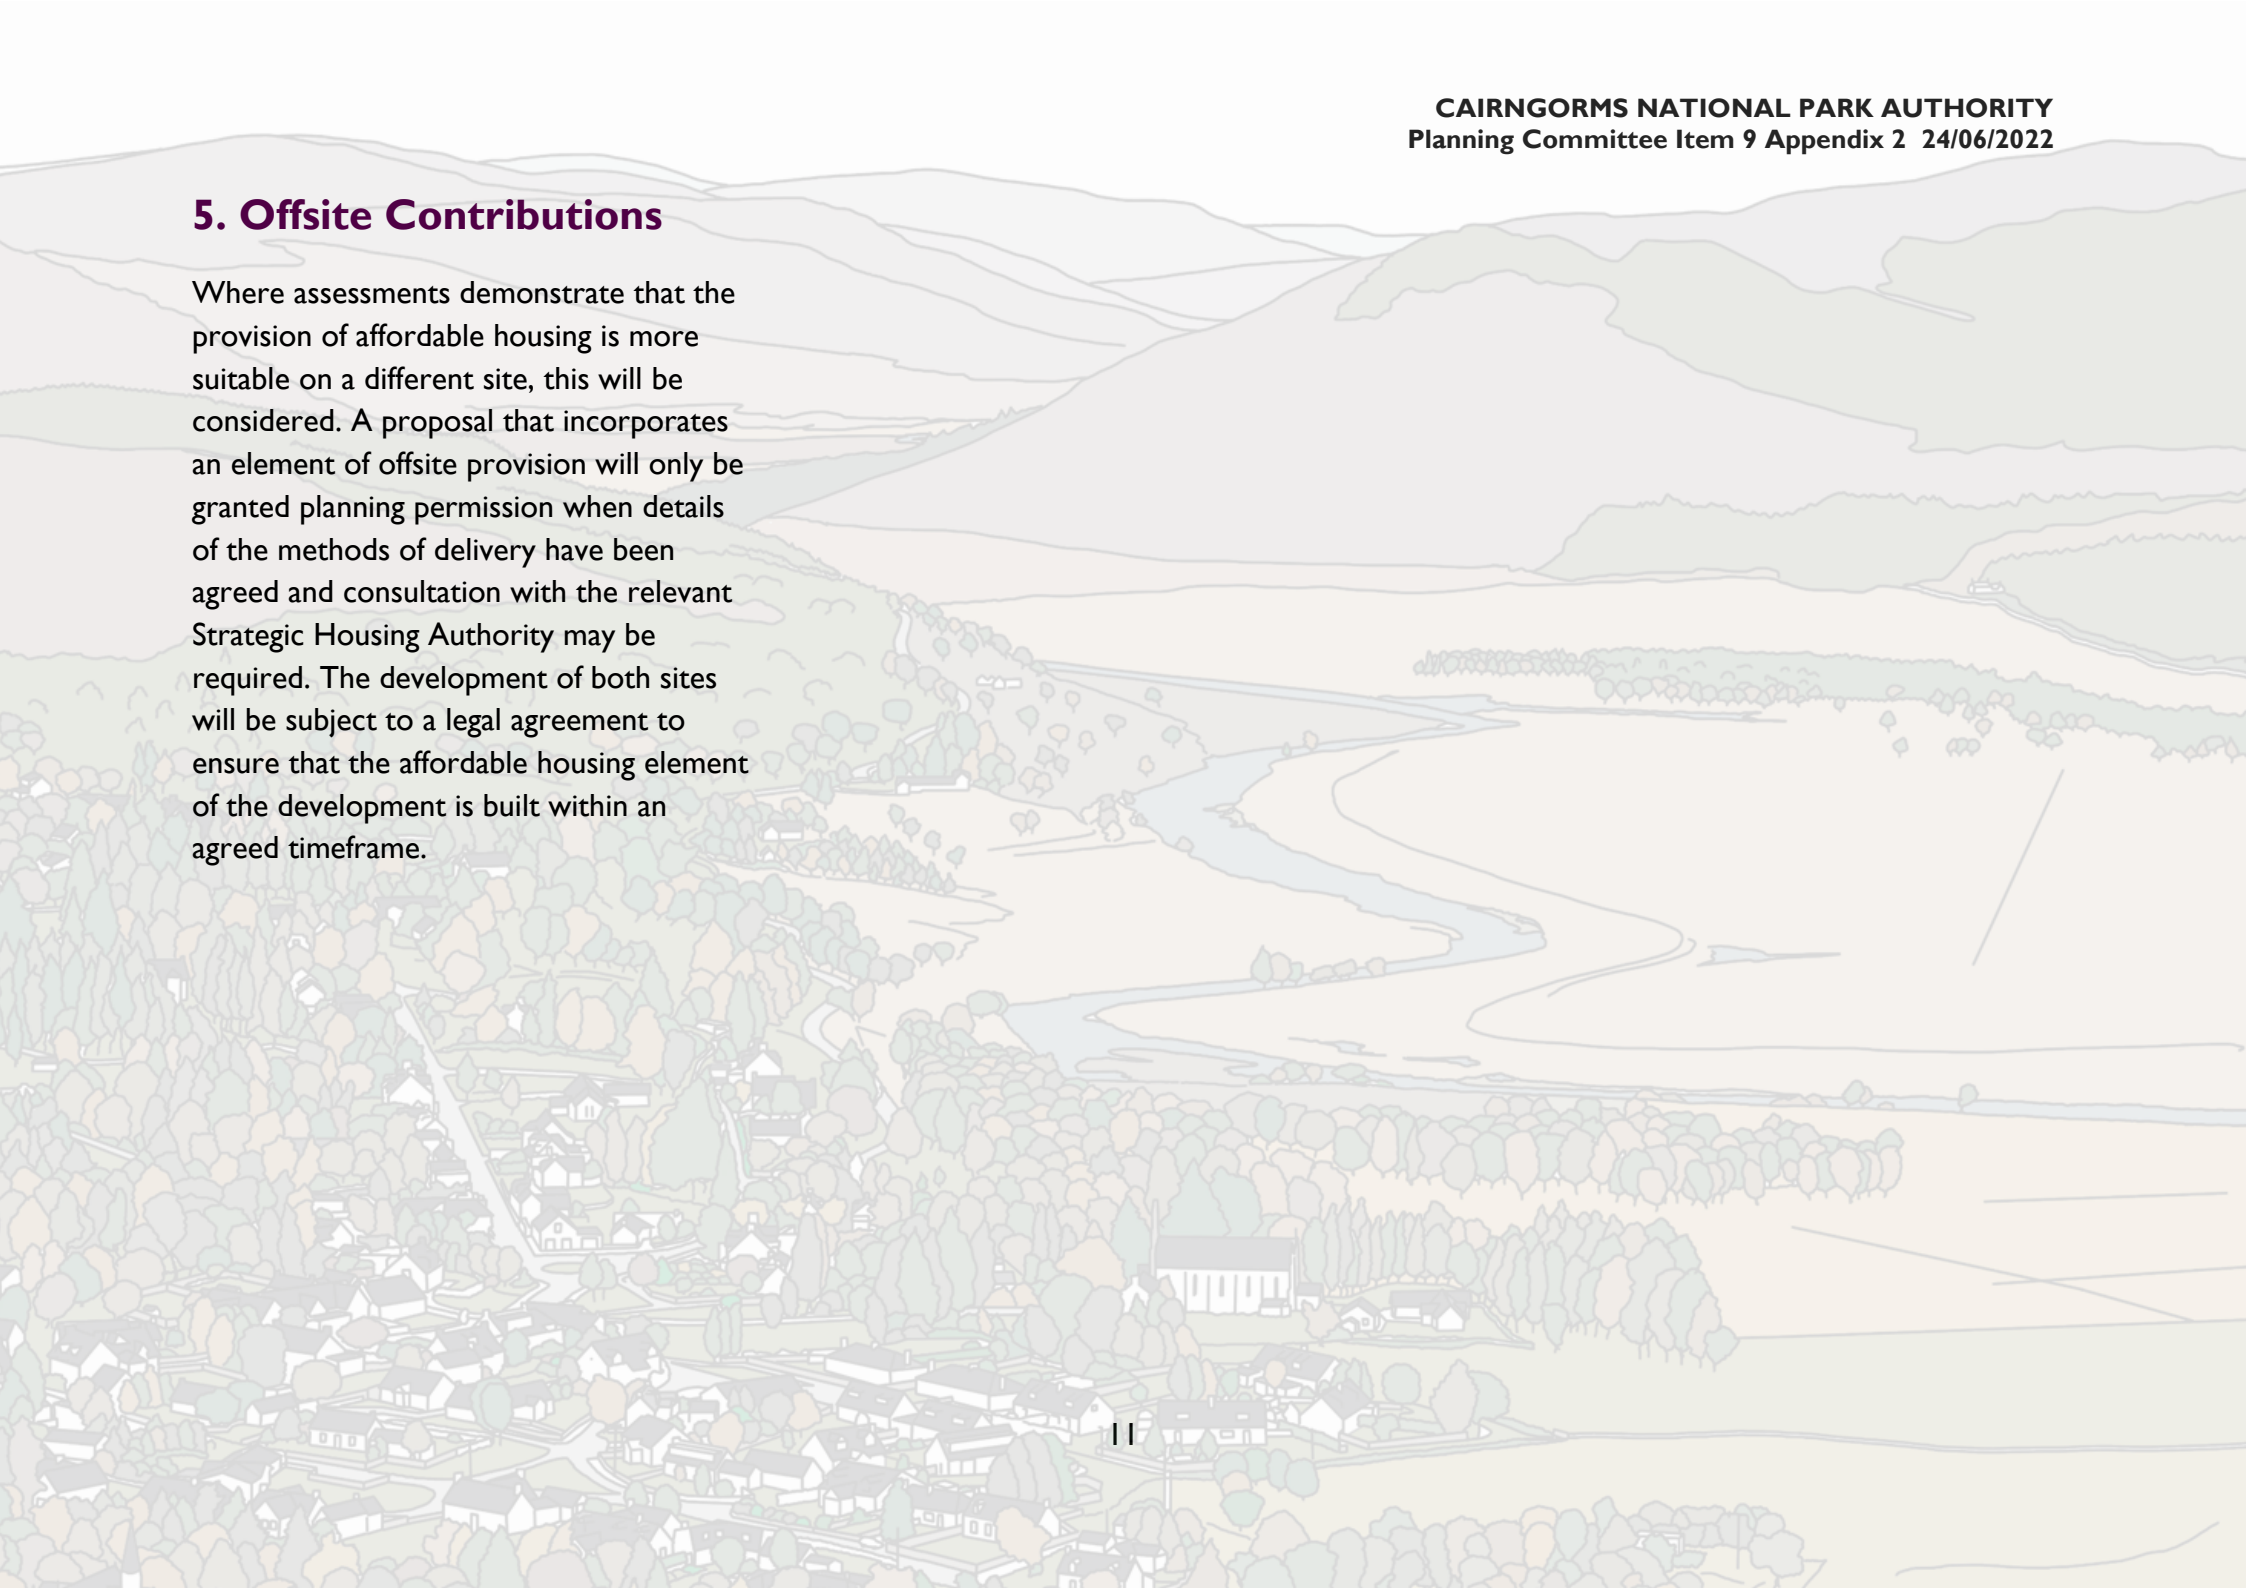 CAIRNGORMS NATIONAL PARK AUTHORITY
Planning Committee Item 9 Appendix 2 24/06/2022
5. Offsite Contributions
Where assessments demonstrate that the
provision of affordable housing is more
suitable on a different site, this will be
considered. A proposal that incorporates
an element of offsite provision will only be
granted planning permission when details
of the methods of delivery have been
agreed and consultation with the relevant
Strategic Housing Authority may be
required. The development of both sites
will be subject to a legal agreement to
ensure that the affordable housing element
of the development is built within an
agreed timeframe.
11